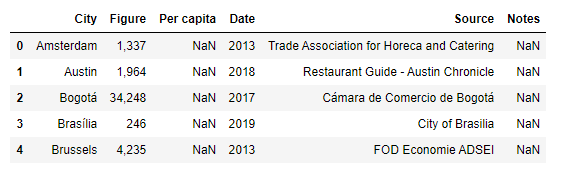 City Figure Per capita Date Source Notes
0 Amsterdam 1,337 NaN 2013 Trade Association for Horeca and Catering NaN
1 Austin 1,964 NaN 2018 Restaurant Guide - Austin Chronicle NaN
2 Bogotá 34,248 NaN 2017 Cámara de Comercio de Bogotá NaN
3 Brasília 246 NaN 2019 City of Brasilia NaN
4 Brussels 4,235 NaN 2013 FOD Economie ADSEI NaN